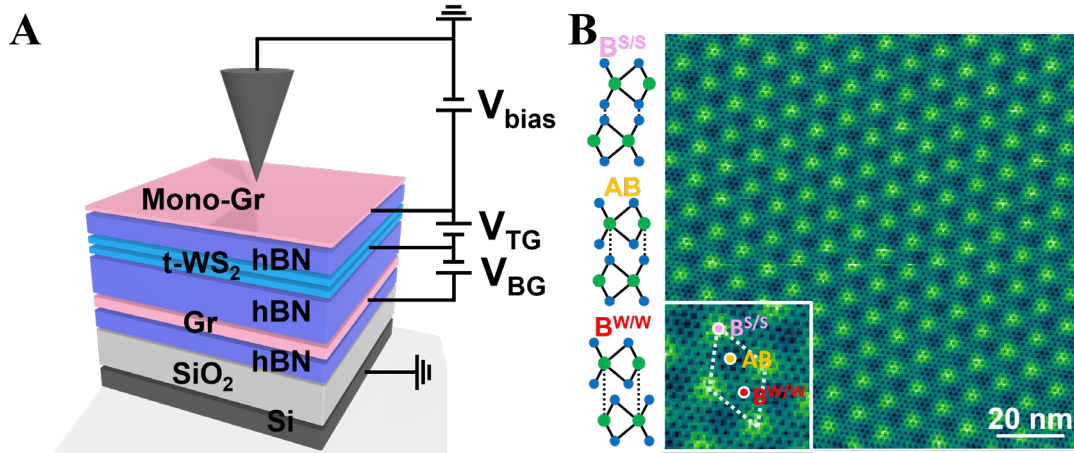 A
V_bias
Mono-Gr
V_TG
hBN
t-WS₂
V_BG
hBN
Gr
hBN
SiO₂
Si
B
B^S/S
AB
B^W/W
B^S/S
AB
B^W/W
20 nm